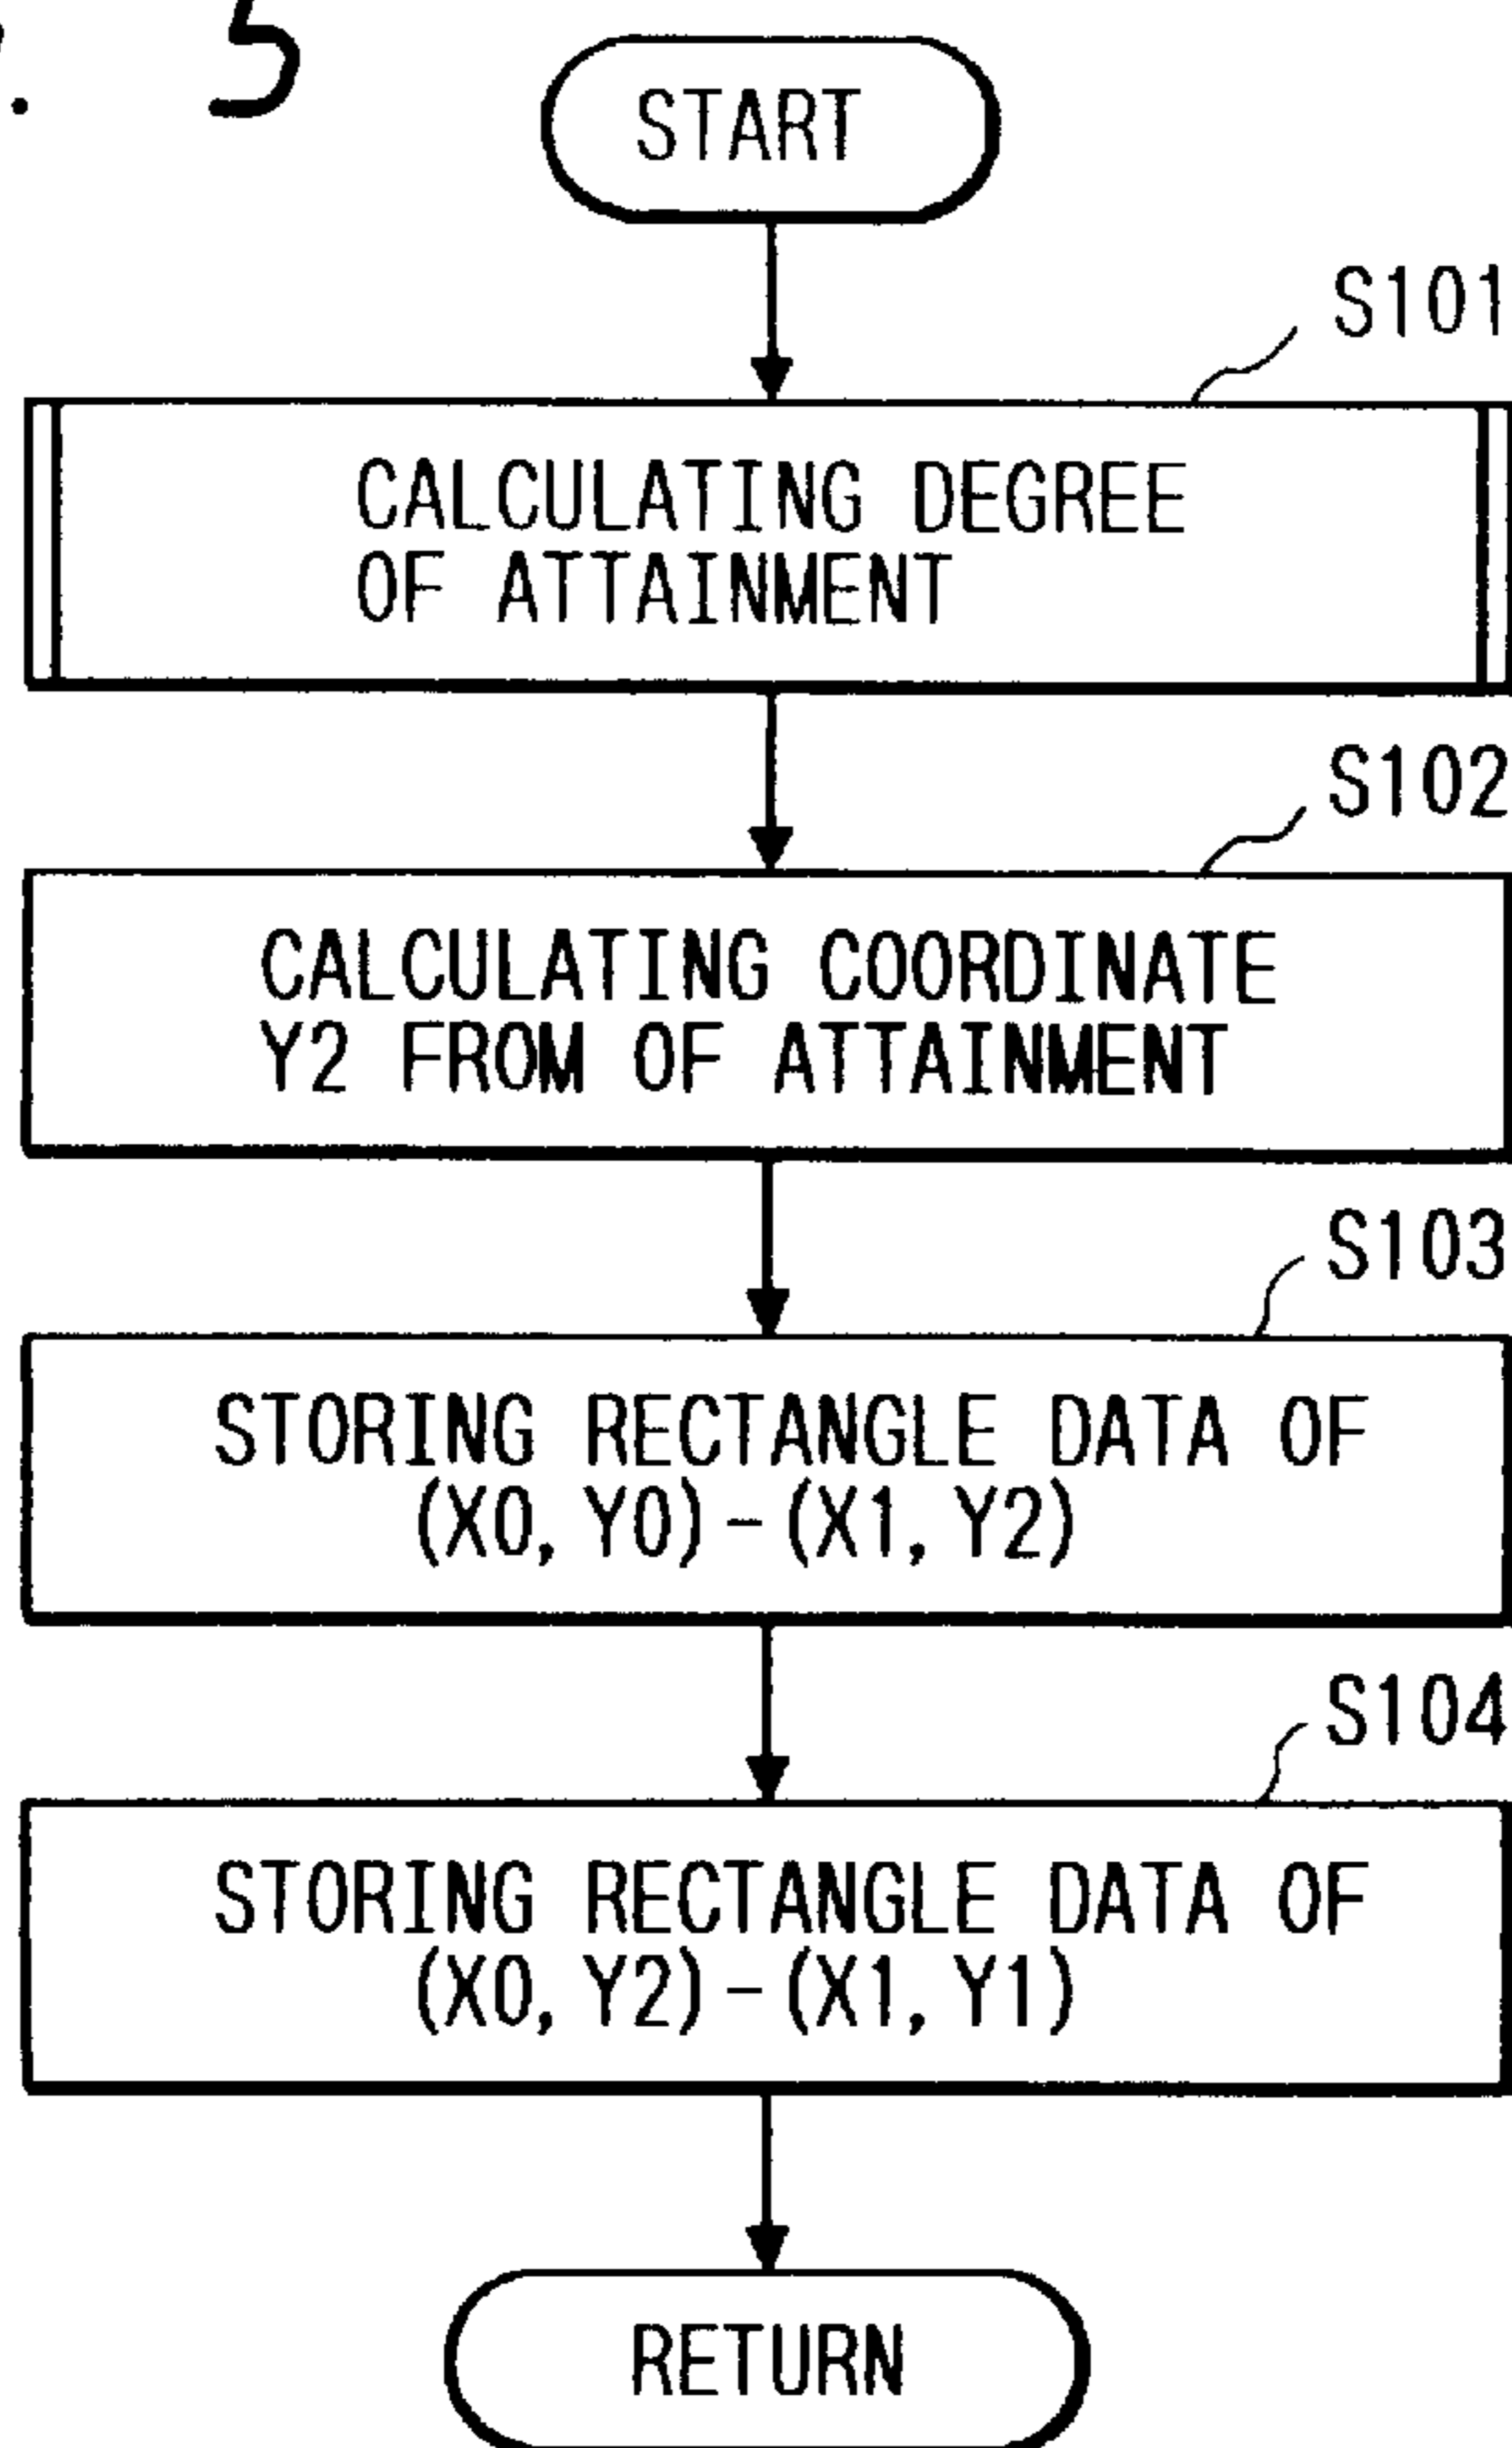 . 5
START
S101
CALCULATING DEGREE
OF ATTAINMENT
S102
CALCULATING COORDINATE
Y2 FROM OF ATTAINMENT
S103
STORING RECTANGLE DATA OF
(X0, Y0)-(X1, Y2)
S104
STORING RECTANGLE DATA OF
(X0, Y2)-(X1, Y1)
RETURN